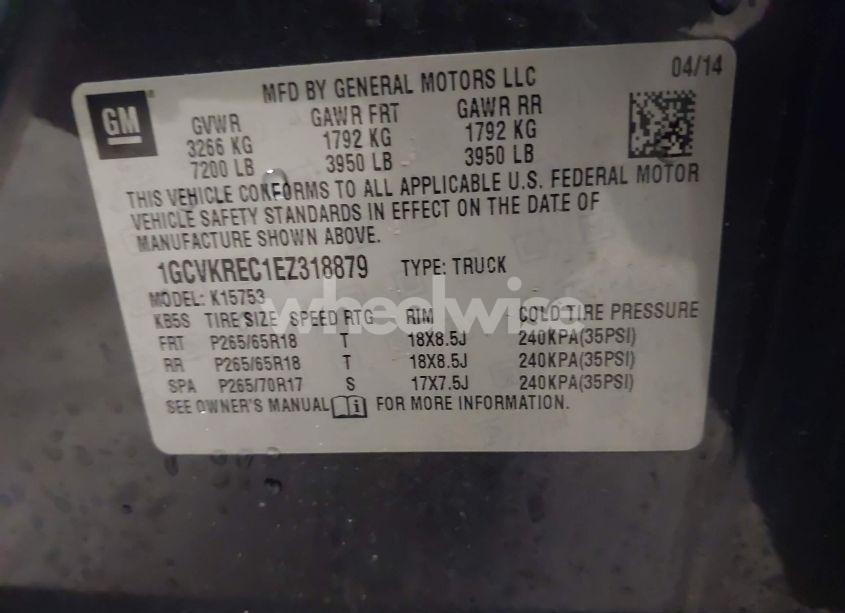 04/14
GM
MFD BY GENERAL MOTORS LLC
GVWR GAWR FRT GAWR RR
3266 KG 1792 KG 1792 KG
7200 LB 3950 LB 3950 LB
THIS VEHICLE CONFORMS TO ALL APPLICABLE U.S. FEDERAL MOTOR
VEHICLE SAFETY STANDARDS IN EFFECT ON THE DATE OF
MANUFACTURE SHOWN ABOVE.
1GCVKREC1EZ318879 TYPE: TRUCK
MODEL: K15753
wheelwise
KB5S TIRE SIZE SPEED RTG RIM COLD TIRE PRESSURE
FRT P265/65R18 T 18X8.5J 240KPA(35PSI)
RR P265/65R18 T 18X8.5J 240KPA(35PSI)
SPA P265/70R17 S 17X7.5J 240KPA(35PSI)
SEE OWNER'S MANUAL FOR MORE INFORMATION.